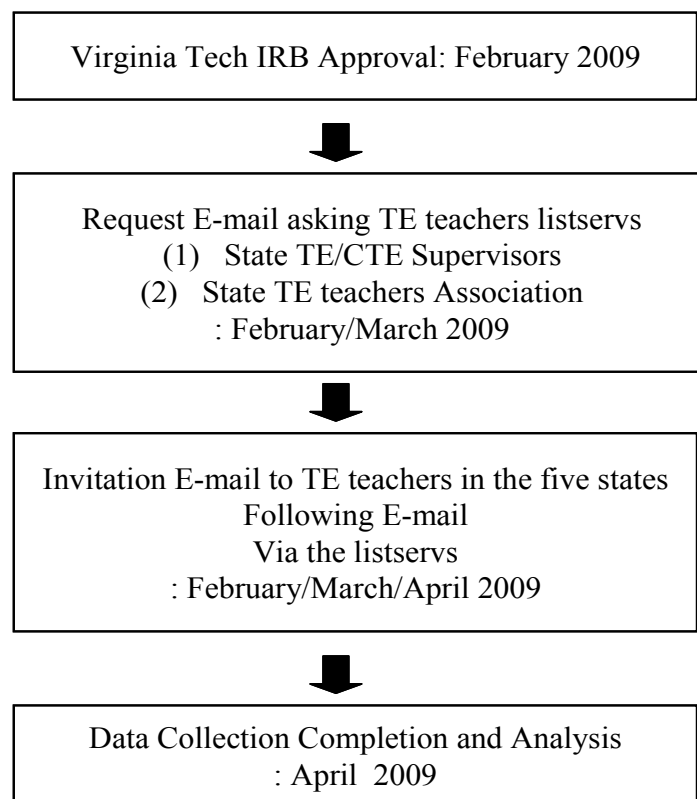 Virginia Tech IRB Approval: February 2009
Request E-mail asking TE teachers listservs
(1) State TE/CTE Supervisors
(2) State TE teachers Association
: February/March 2009
Invitation E-mail to TE teachers in the five states
Following E-mail
Via the listservs
: February/March/April 2009
Data Collection Completion and Analysis
: April 2009